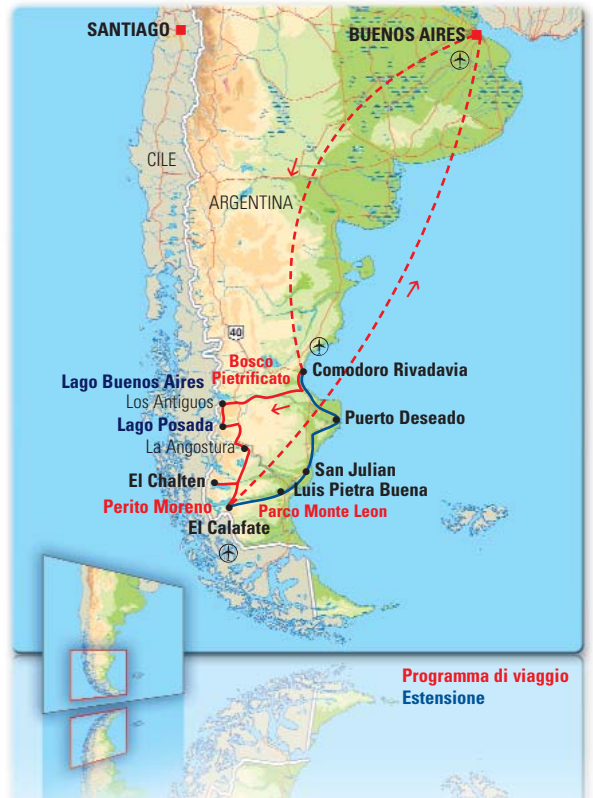 SANTIAGO
BUENOS AIRES
CILE
ARGENTINA
40
Bosco
Pietrificato
Comodoro Rivadavia
Lago Buenos Aires
Los Antiguos
Lago Posada
Puerto Deseado
La Angostura
San Julian
El Chalten
Luis Pietra Buena
Perito Moreno
Parco Monte Leon
El Calafate
Programma di viaggio
Estensione